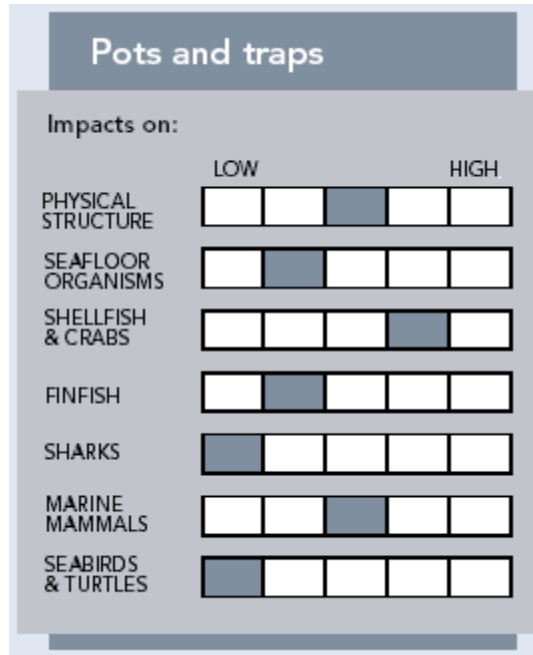 Pots and traps
Impacts on:
LOW HIGH
PHYSICAL
STRUCTURE
SEAFLOOR
ORGANISMS
SHELLFISH
& CRABS
FINFISH
SHARKS
MARINE
MAMMALS
SEABIRDS
& TURTLES